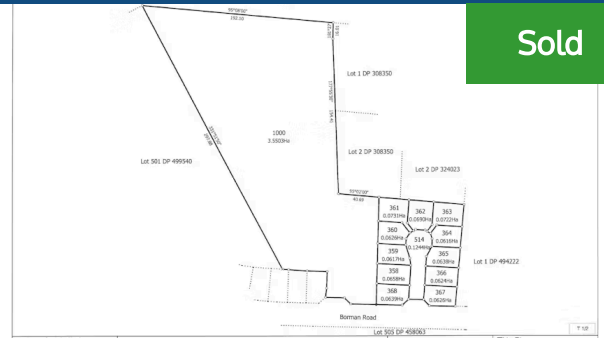 Sold
Lot 1 DP 308350
1000
3.5503Ha
Lot 2 DP 308350
Lot 501 DP 499540
Lot 2 DP 324023
361
0.0731Ha
362
0.0690Ha
363
0.0722Ha
360
0.0626Ha
514
0.1244Ha
364
0.0616Ha
359
0.0617Ha
365
0.0638Ha
Lot 1 DP 494222
358
0.0658Ha
366
0.0624Ha
368
0.0639Ha
367
0.0626Ha
Borman Road
Lot 505 DP 458063